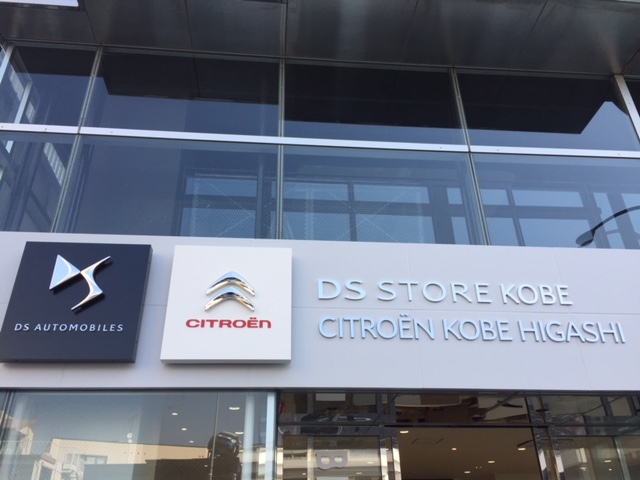 DS AUTOMOBILES
CITROËN
DS STORE KOBE
CITROËN KOBE HIGASHI